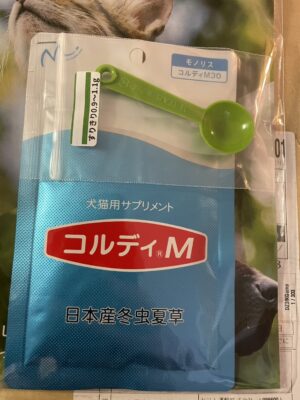 モノリス
コルディM30
すりきり0.9～1.1g
犬猫用サプリメント
コルディ®M
日本産冬虫夏草
01